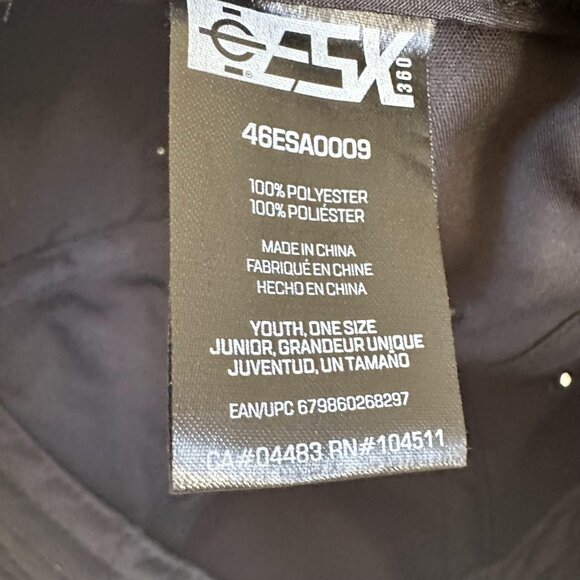 ESK
360
®
46ESA0009
100% POLYESTER
100% POLIÉSTER
MADE IN CHINA
FABRIQUÉ EN CHINE
HECHO EN CHINA
YOUTH, ONE SIZE
JUNIOR, GRANDEUR UNIQUE
JUVENTUD, UN TAMAÑO
EAN/UPC 679860268297
CA #04483 RN #104511